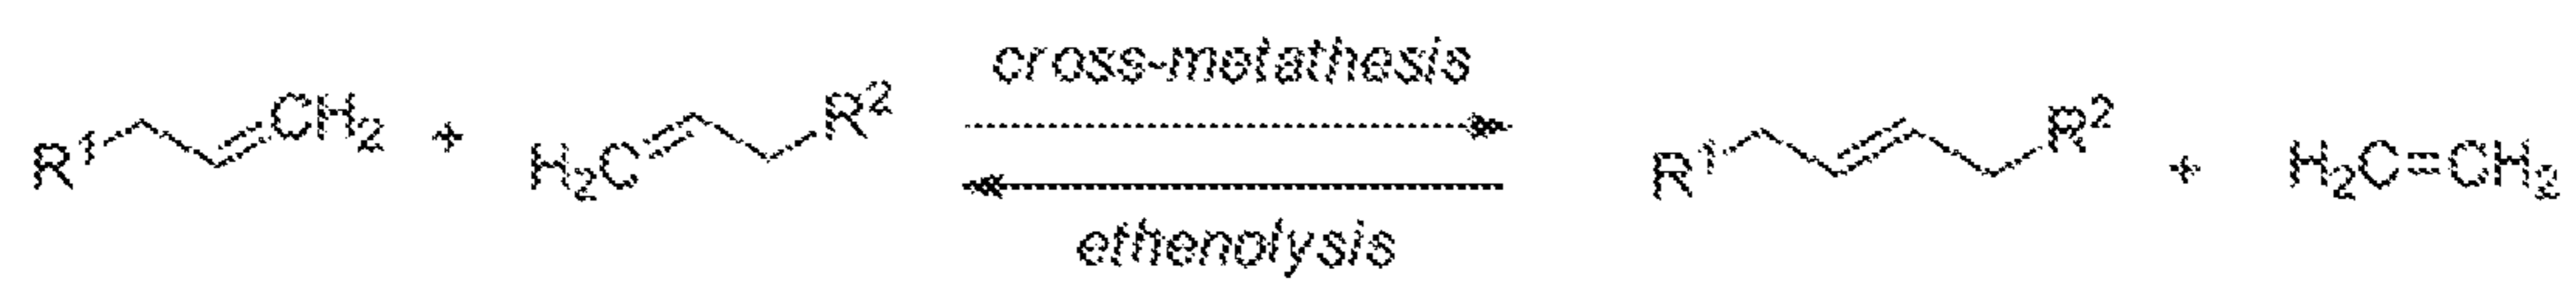 cross-metathesis
R¹ CH₂ + H₂C R² R¹ R² + H₂C=CH₂
ethenolysis